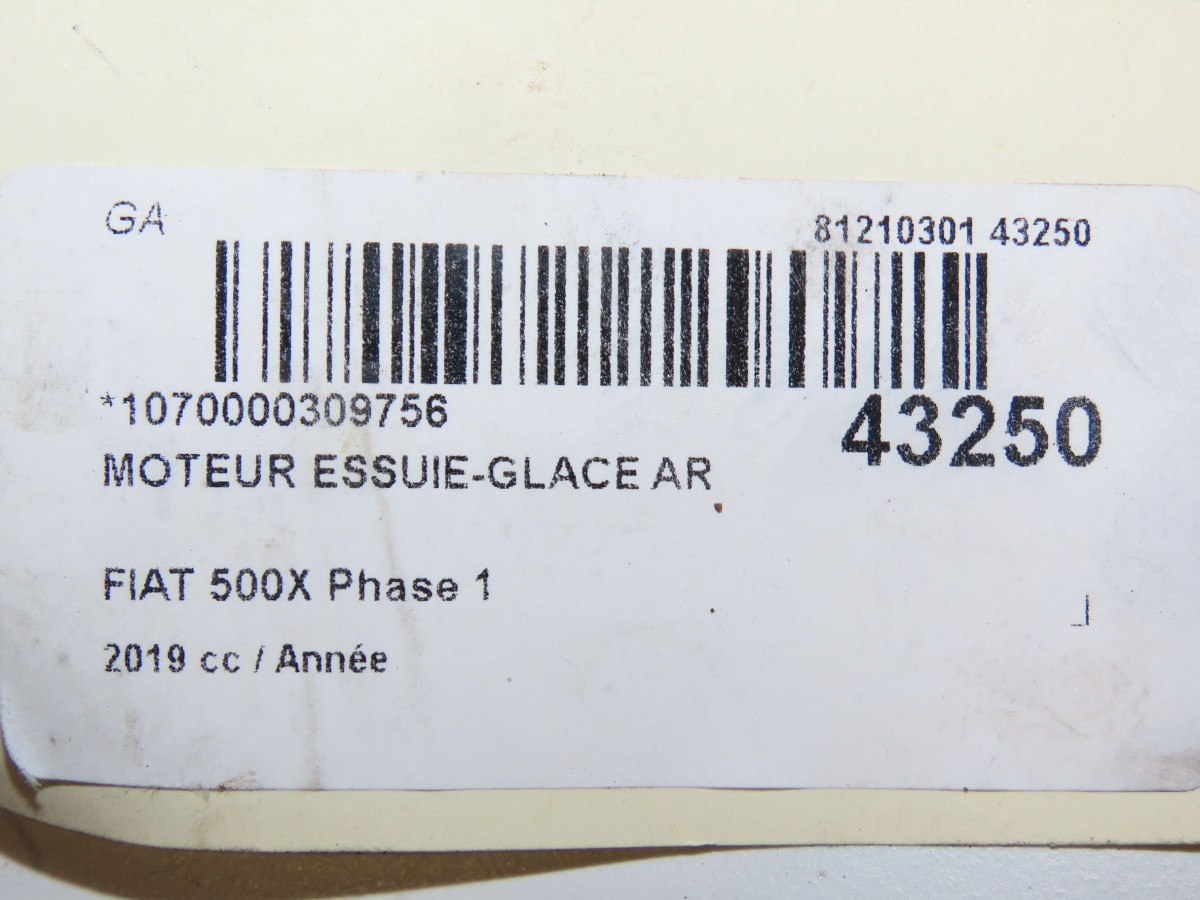 GA
81210301 43250
*1070000309756
43250
MOTEUR ESSUIE-GLACE AR
FIAT 500X Phase 1
2019 cc / Année